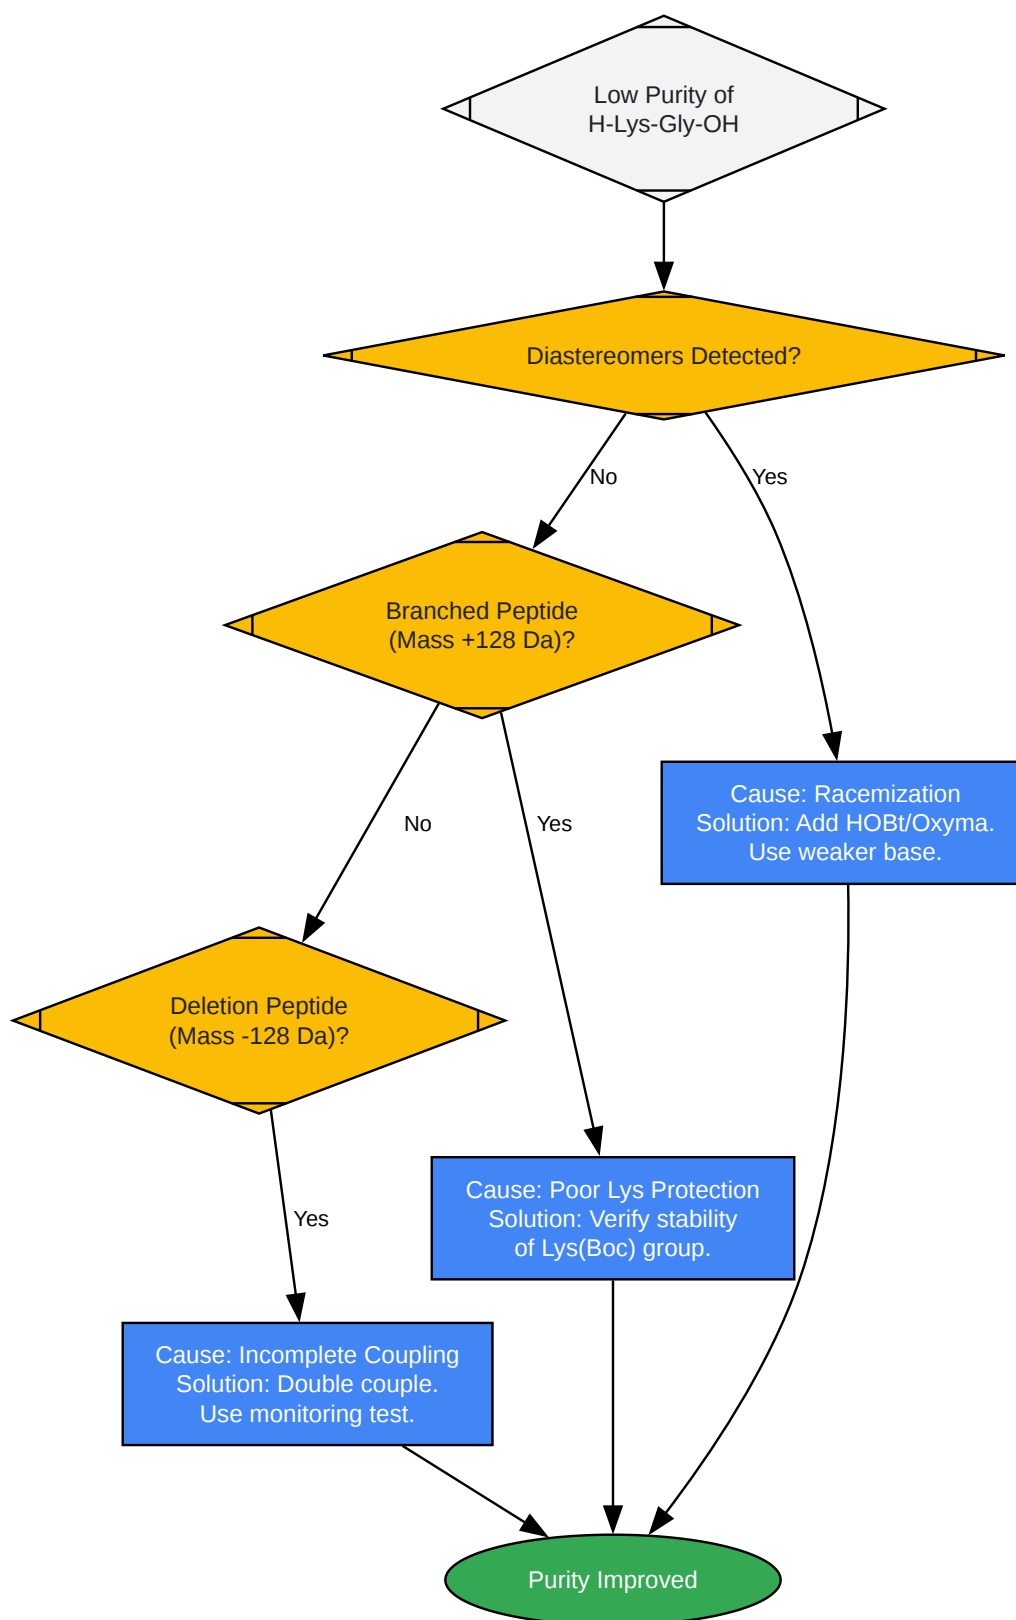 Low Purity of
H-Lys-Gly-OH
Diastereomers Detected?
No
Yes
Branched Peptide
(Mass +128 Da)?
No
Yes
Cause: Racemization
Solution: Add HOBt/Oxyma.
Use weaker base.
Deletion Peptide
(Mass -128 Da)?
Yes
Cause: Poor Lys Protection
Solution: Verify stability
of Lys(Boc) group.
Cause: Incomplete Coupling
Solution: Double couple.
Use monitoring test.
Purity Improved